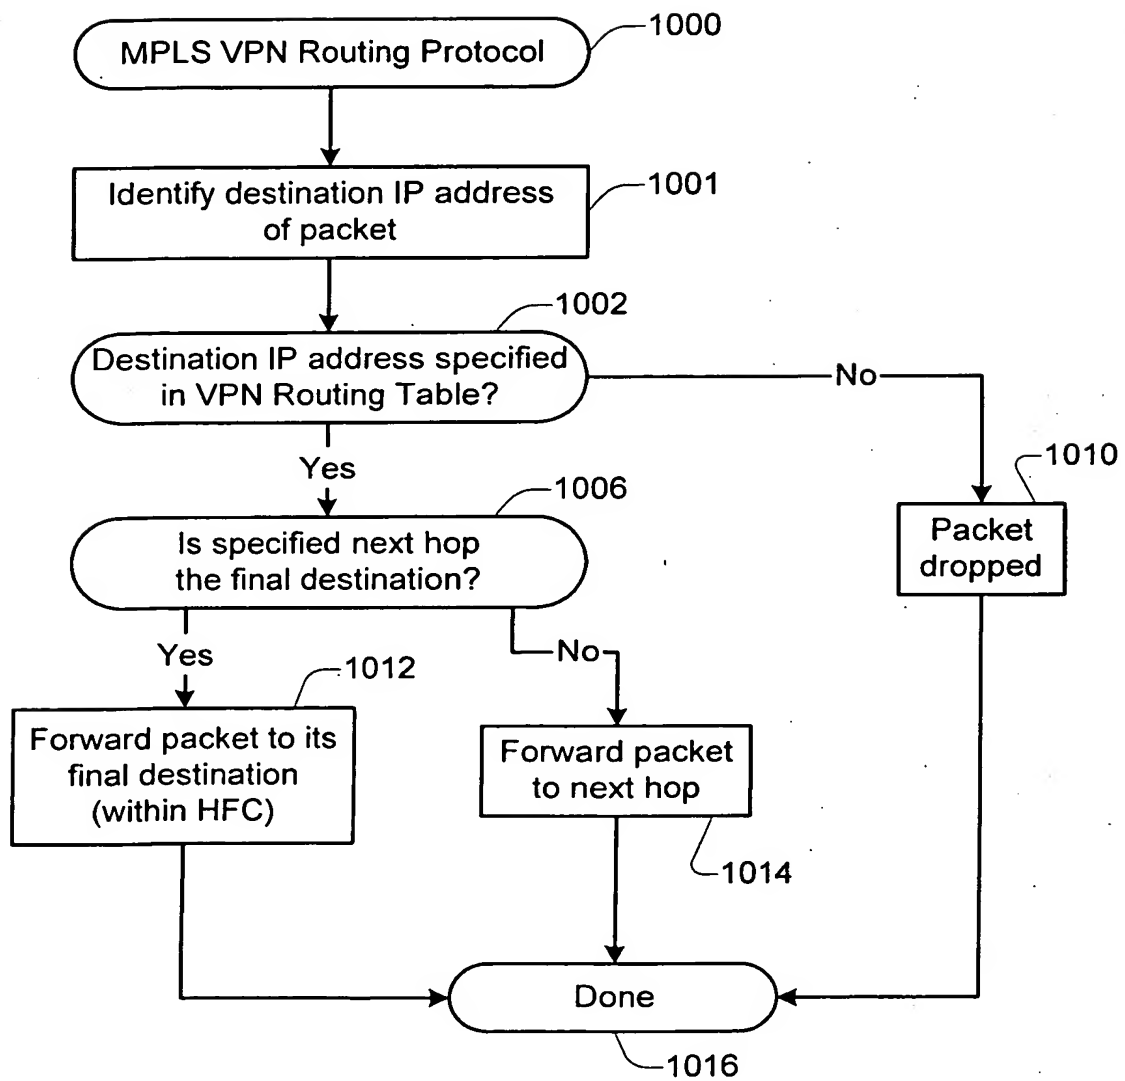 MPLS VPN Routing Protocol
1000
Identify destination IP address
of packet
1001
1002
Destination IP address specified
in VPN Routing Table?
No
Yes
1006
1010
Is specified next hop
the final destination?
Packet
dropped
Yes
No
1012
Forward packet to its
final destination
(within HFC)
Forward packet
to next hop
1014
Done
1016